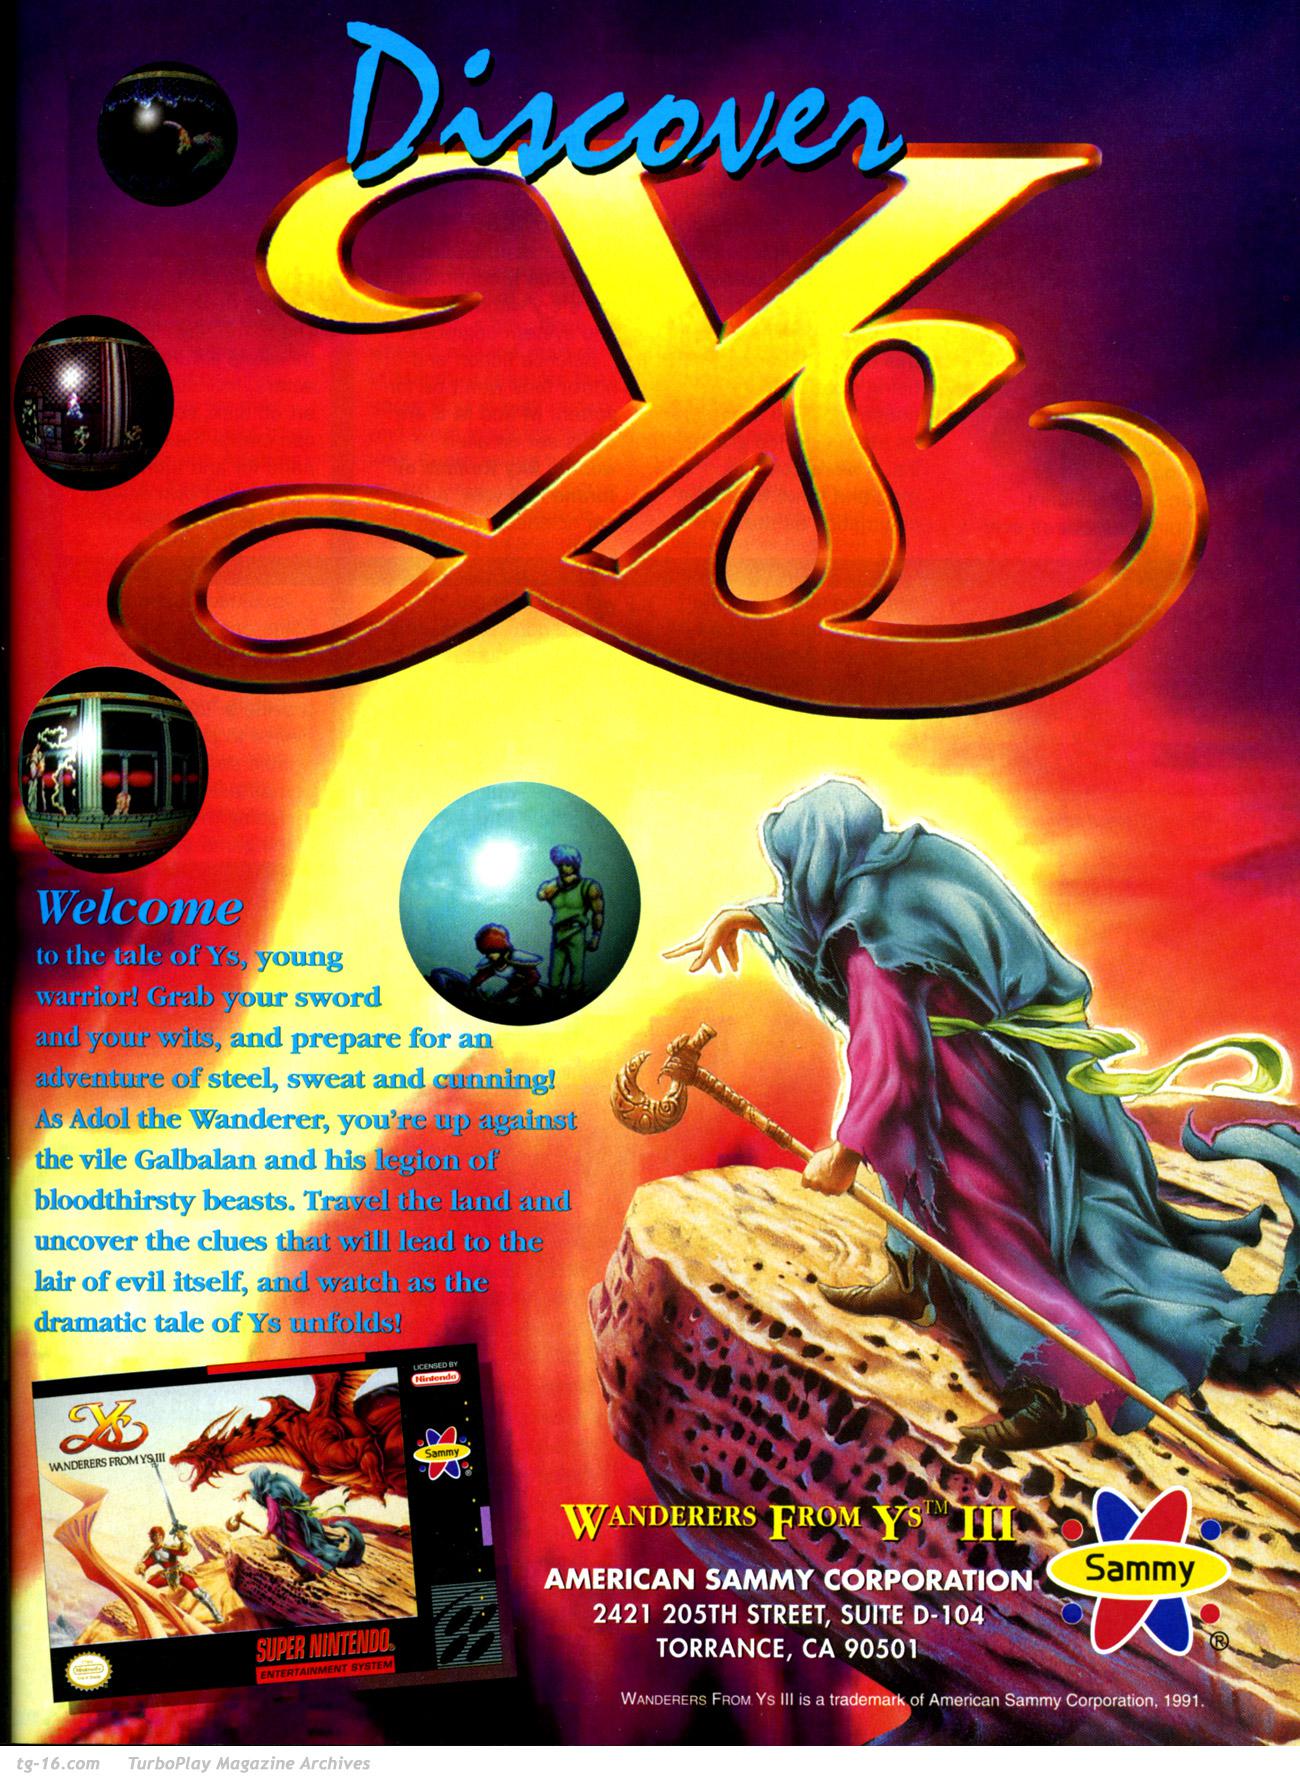 Discover
Ys
Welcome
to the tale of Ys, young
warrior! Grab your sword
and your wits, and prepare for an
adventure of steel, sweat and cunning!
As Adol the Wanderer, you're up against
the vile Galbalan and his legion of
bloodthirsty beasts. Travel the land and
uncover the clues that will lead to the
lair of evil itself, and watch as the
dramatic tale of Ys unfolds!
LICENSED BY
Nintendo
Ys
WANDERERS FROM YS III
Sammy®
SUPER NINTENDO®
ENTERTAINMENT SYSTEM
WANDERERS FROM YS™ III
AMERICAN SAMMY CORPORATION
2421 205TH STREET, SUITE D-104
TORRANCE, CA 90501
Sammy®
WANDERERS FROM YS III is a trademark of American Sammy Corporation, 1991.
tg-16.com TurboPlay Magazine Archives